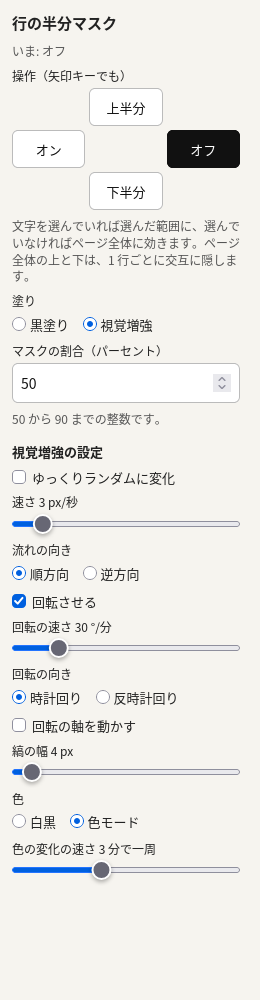 行の半分マスク
いま: オフ
操作（矢印キーでも）
上半分
オン
オフ
下半分
文字を選んでいれば選んだ範囲に、選んで
いなければページ全体に効きます。ページ
全体の上と下は、1 行ごとに交互に隠しま
す。
塗り
黒塗り
視覚増強
マスクの割合（パーセント）
50
50 から 90 までの整数です。
視覚増強の設定
ゆっくりランダムに変化
速さ 3 px/秒
流れの向き
順方向
逆方向
回転させる
回転の速さ 30 °/分
回転の向き
時計回り
反時計回り
回転の軸を動かす
縞の幅 4 px
色
白黒
色モード
色の変化の速さ 3 分で一周